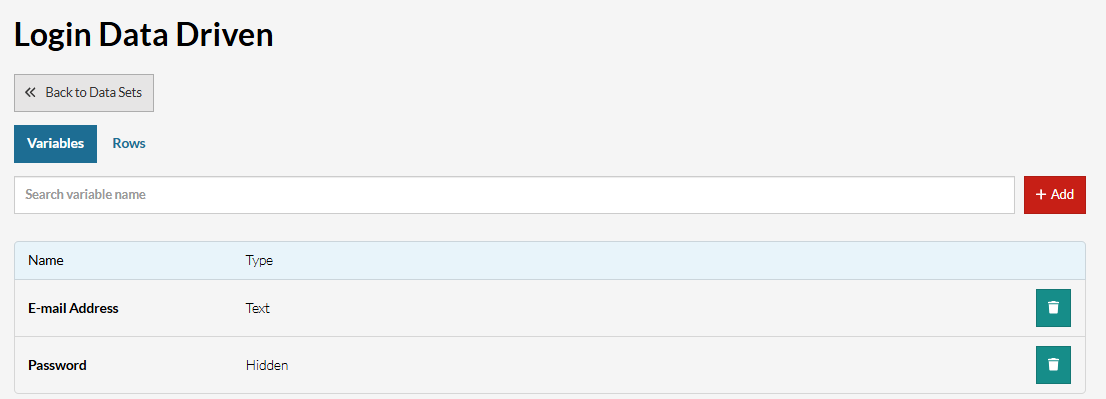 Login Data Driven
Back to Data Sets
Variables Rows
Search variable name
Add
Name Type
E-mail Address Text
Password Hidden